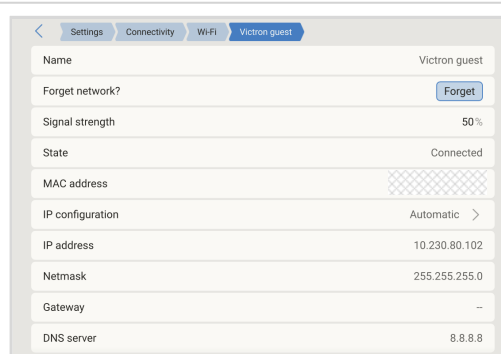 Settings Connectivity Wi-Fi Victron guest
Name Victron guest
Forget network? Forget
Signal strength 50%
State Connected
MAC address
IP configuration Automatic
IP address 10.230.80.102
Netmask 255.255.255.0
Gateway --
DNS server 8.8.8.8